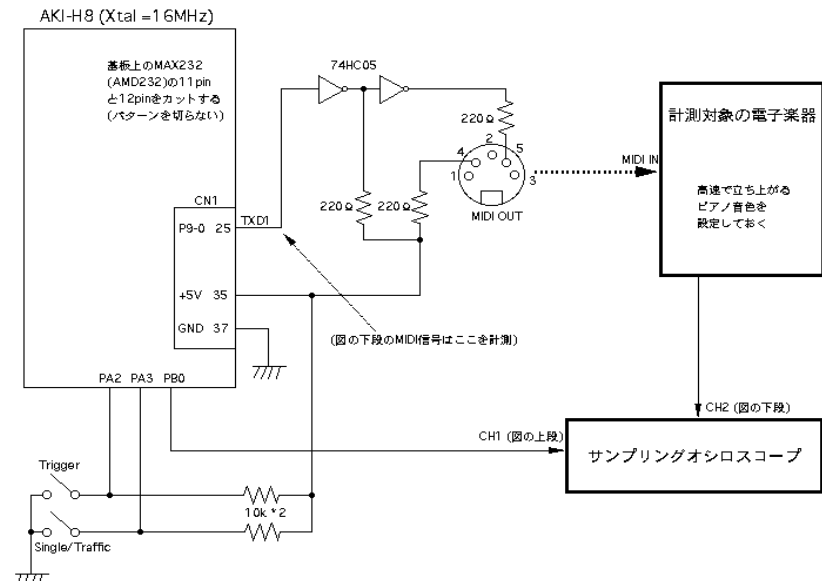 AKI-H8 (Xtal =16MHz)
基板上のMAX232
(AMD232)の11pin
と12pinをカットする
(パターンを切らない)
74HC05
220Ω
2
4
5
1
3
MIDI OUT
220Ω
220Ω
CN1
P9-0 25
TXD1
+5V 35
GND 37
(図の下段のMIDI信号はここを計測)
MIDI IN
計測対象の電子楽器
高速で立ち上がる
ピアノ音色を
設定しておく
PA2 PA3 PB0
CH1 (図の上段)
CH2 (図の下段)
サンプリングオシロスコープ
Trigger
10k *2
Single/Traffic